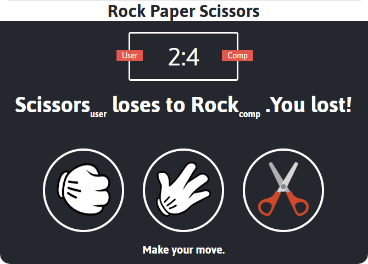 Rock Paper Scissors
User 2:4 Comp
Scissorsuser loses to Rockcomp .You lost!
Make your move.